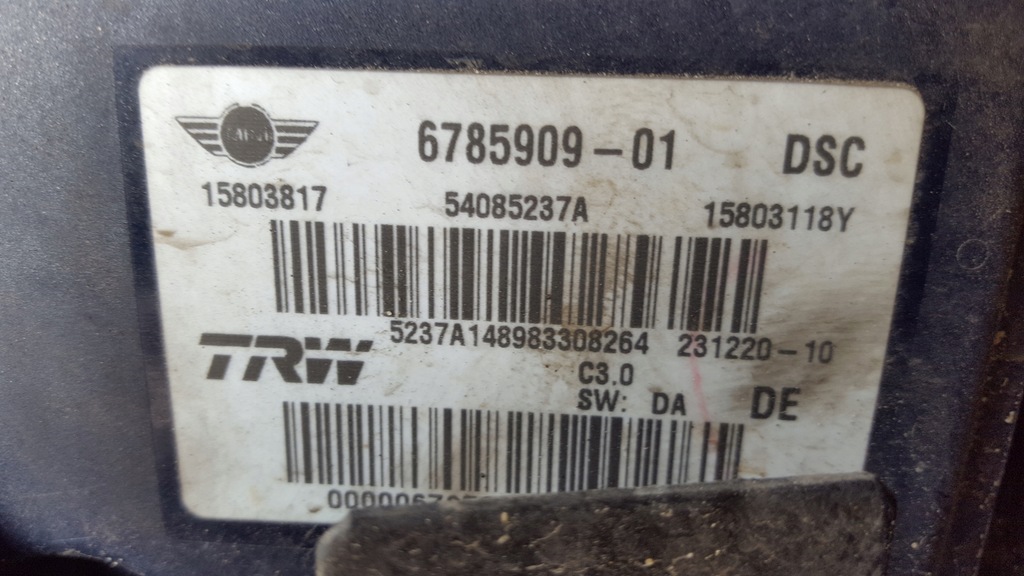 6785909-01 DSC
15803817 54085237A 15803118Y
5237A148983308264 231220-10
TRW
C3.0
SW: DA DE